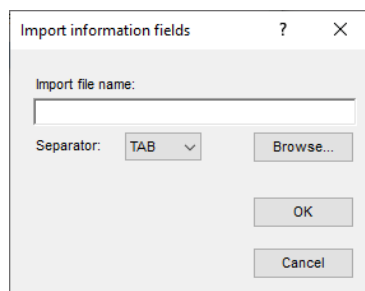 Import information fields ?
Import file name:
Separator: TAB Browse...
OK
Cancel